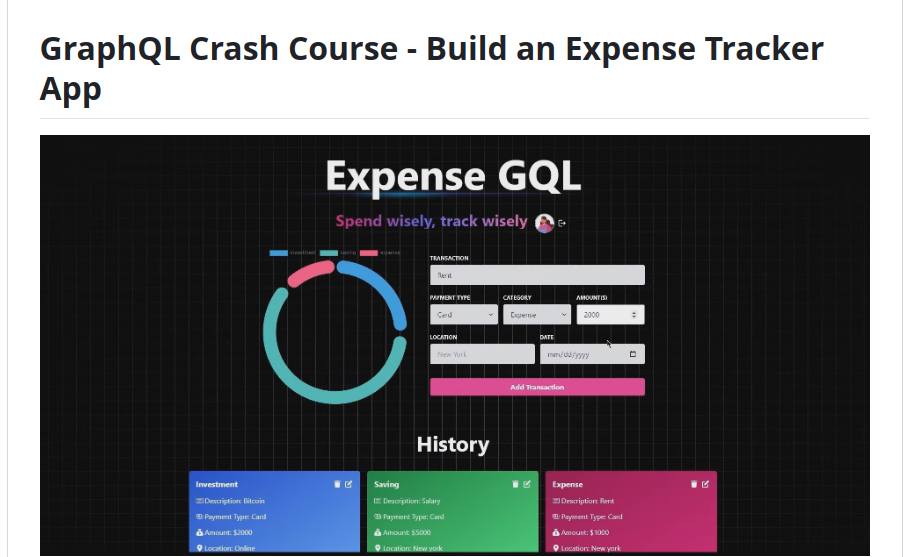 GraphQL Crash Course - Build an Expense Tracker
App
Expense GQL
Spend wisely, track wisely
investment saving expense
TRANSACTION
Rent
PAYMENT TYPE CATEGORY AMOUNT($)
Card Expense 2000
LOCATION DATE
New York mm/dd/yyyy
Add Transaction
History
Investment Saving Expense
Description: Bitcoin Description: Salary Description: Rent
Payment Type: Card Payment Type: Card Payment Type: Card
Amount: $2000 Amount: $5000 Amount: $1000
Location: Online Location: New york Location: New york